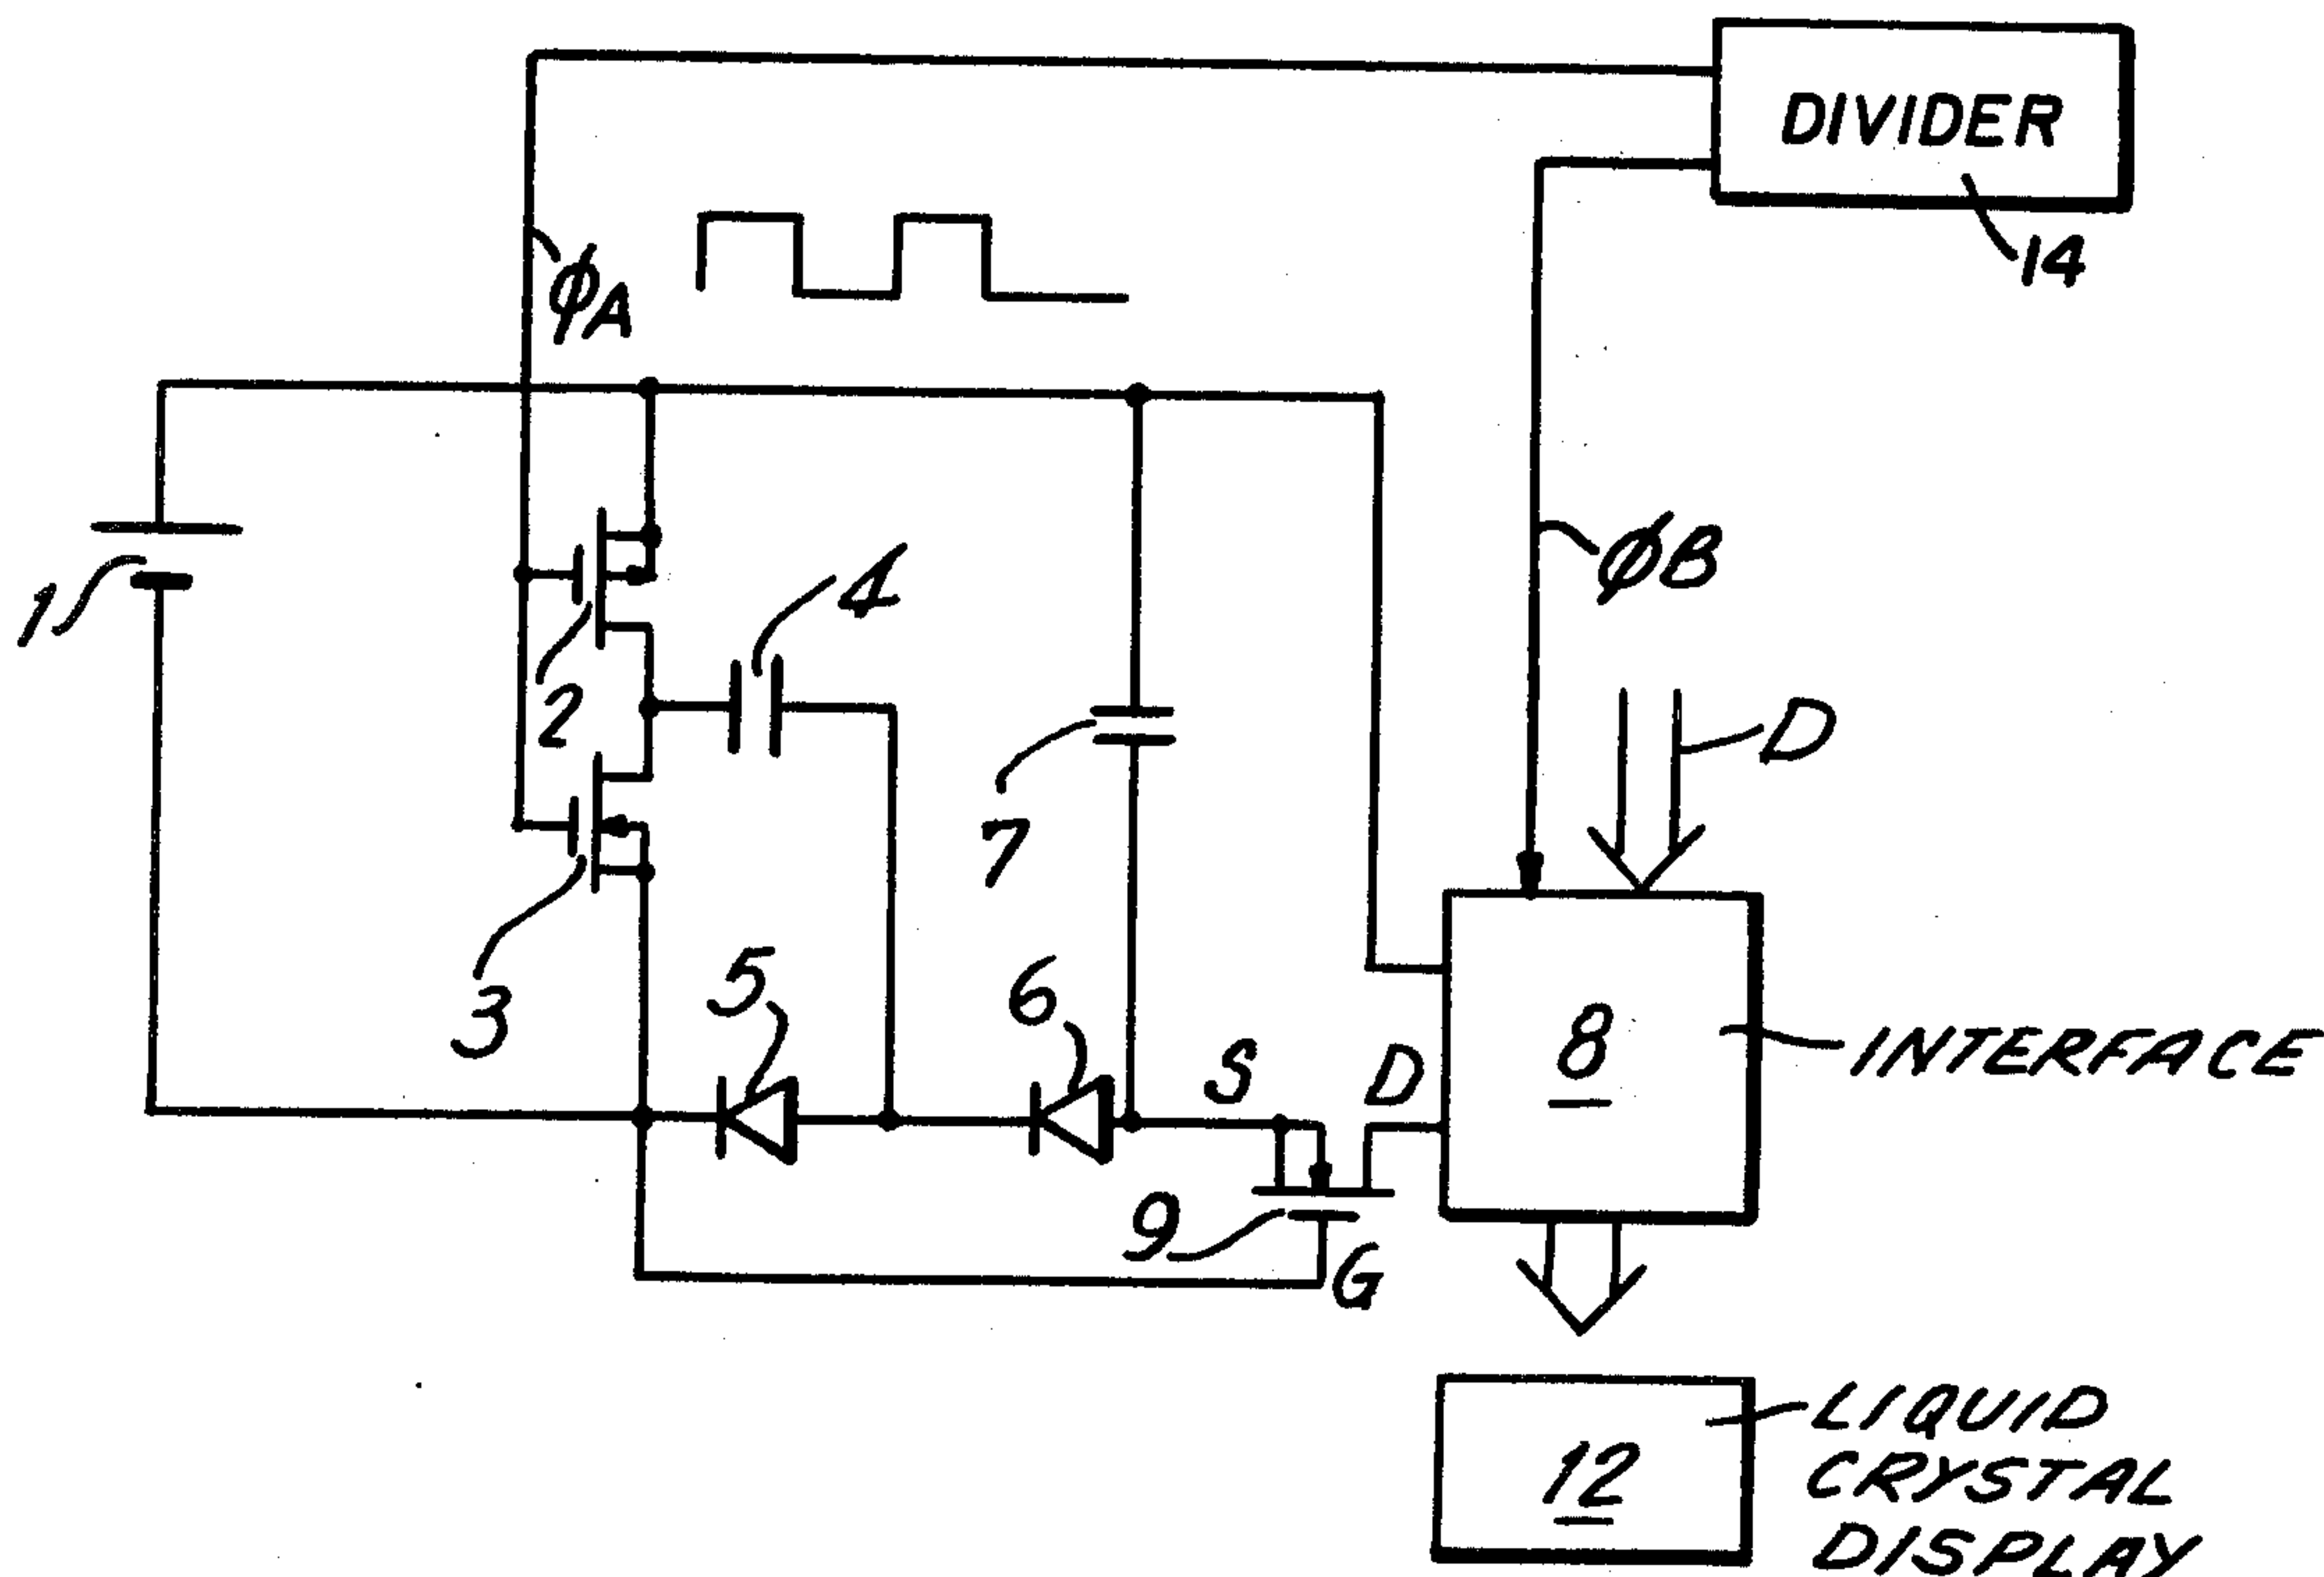 DIVIDER
14
φA
φB
1
2
4
D
7
3
5
6
S
D
8
INTERFACE
9
G
12
LIQUID
CRYSTAL
DISPLAY